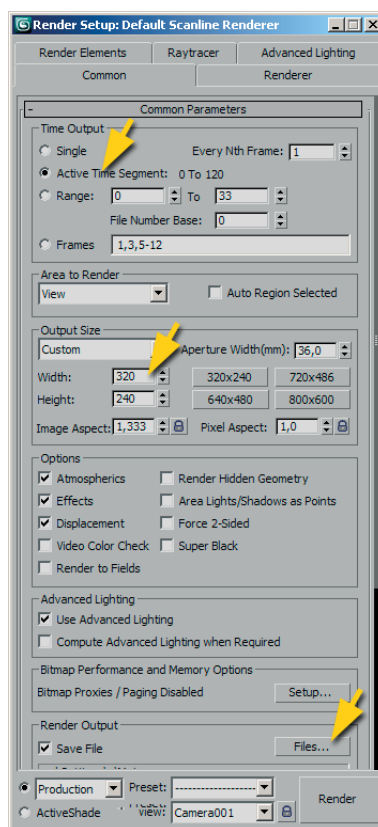 Render Setup: Default Scanline Renderer
Render Elements Raytracer Advanced Lighting
Common Renderer
- Common Parameters
Time Output
Single Every Nth Frame: 1
Active Time Segment: 0 To 120
Range: 0 To 33
File Number Base: 0
Frames 1,3,5-12
Area to Render
View Auto Region Selected
Output Size
Custom Aperture Width(mm): 36,0
Width: 320 320x240 720x486
Height: 240 640x480 800x600
Image Aspect: 1,333 Pixel Aspect: 1,0
Options
Atmospherics Render Hidden Geometry
Effects Area Lights/Shadows as Points
Displacement Force 2-Sided
Video Color Check Super Black
Render to Fields
Advanced Lighting
Use Advanced Lighting
Compute Advanced Lighting when Required
Bitmap Performance and Memory Options
Bitmap Proxies / Paging Disabled Setup...
Render Output
Save File Files...
Production Preset: -------------------
Render
ActiveShade View: Camera001